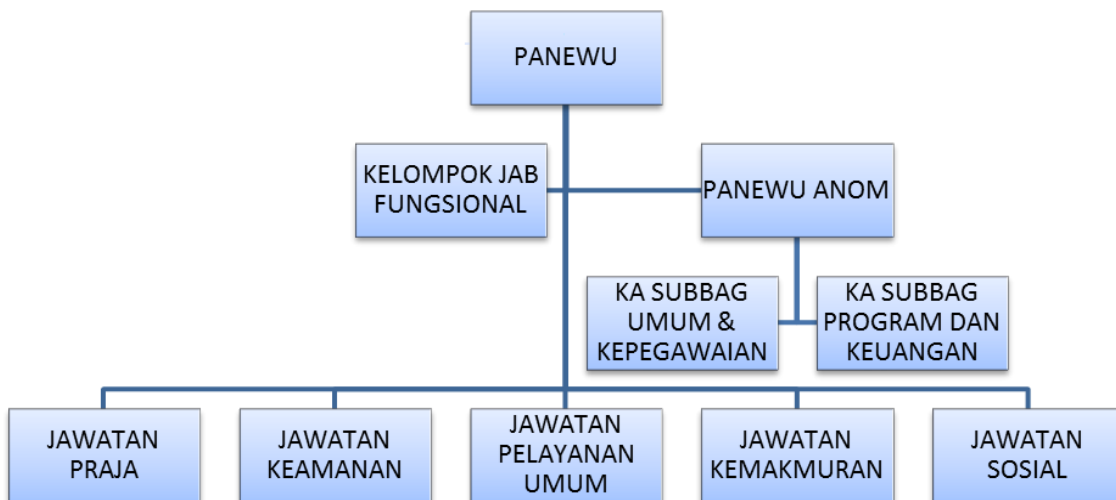 PANEWU
KELOMPOK JAB
FUNGSIONAL
PANEWU ANOM
KA SUBBAG
UMUM &
KEPEGAWAIAN
KA SUBBAG
PROGRAM DAN
KEUANGAN
JAWATAN
PRAJA
JAWATAN
KEAMANAN
JAWATAN
PELAYANAN
UMUM
JAWATAN
KEMAKMURAN
JAWATAN
SOSIAL